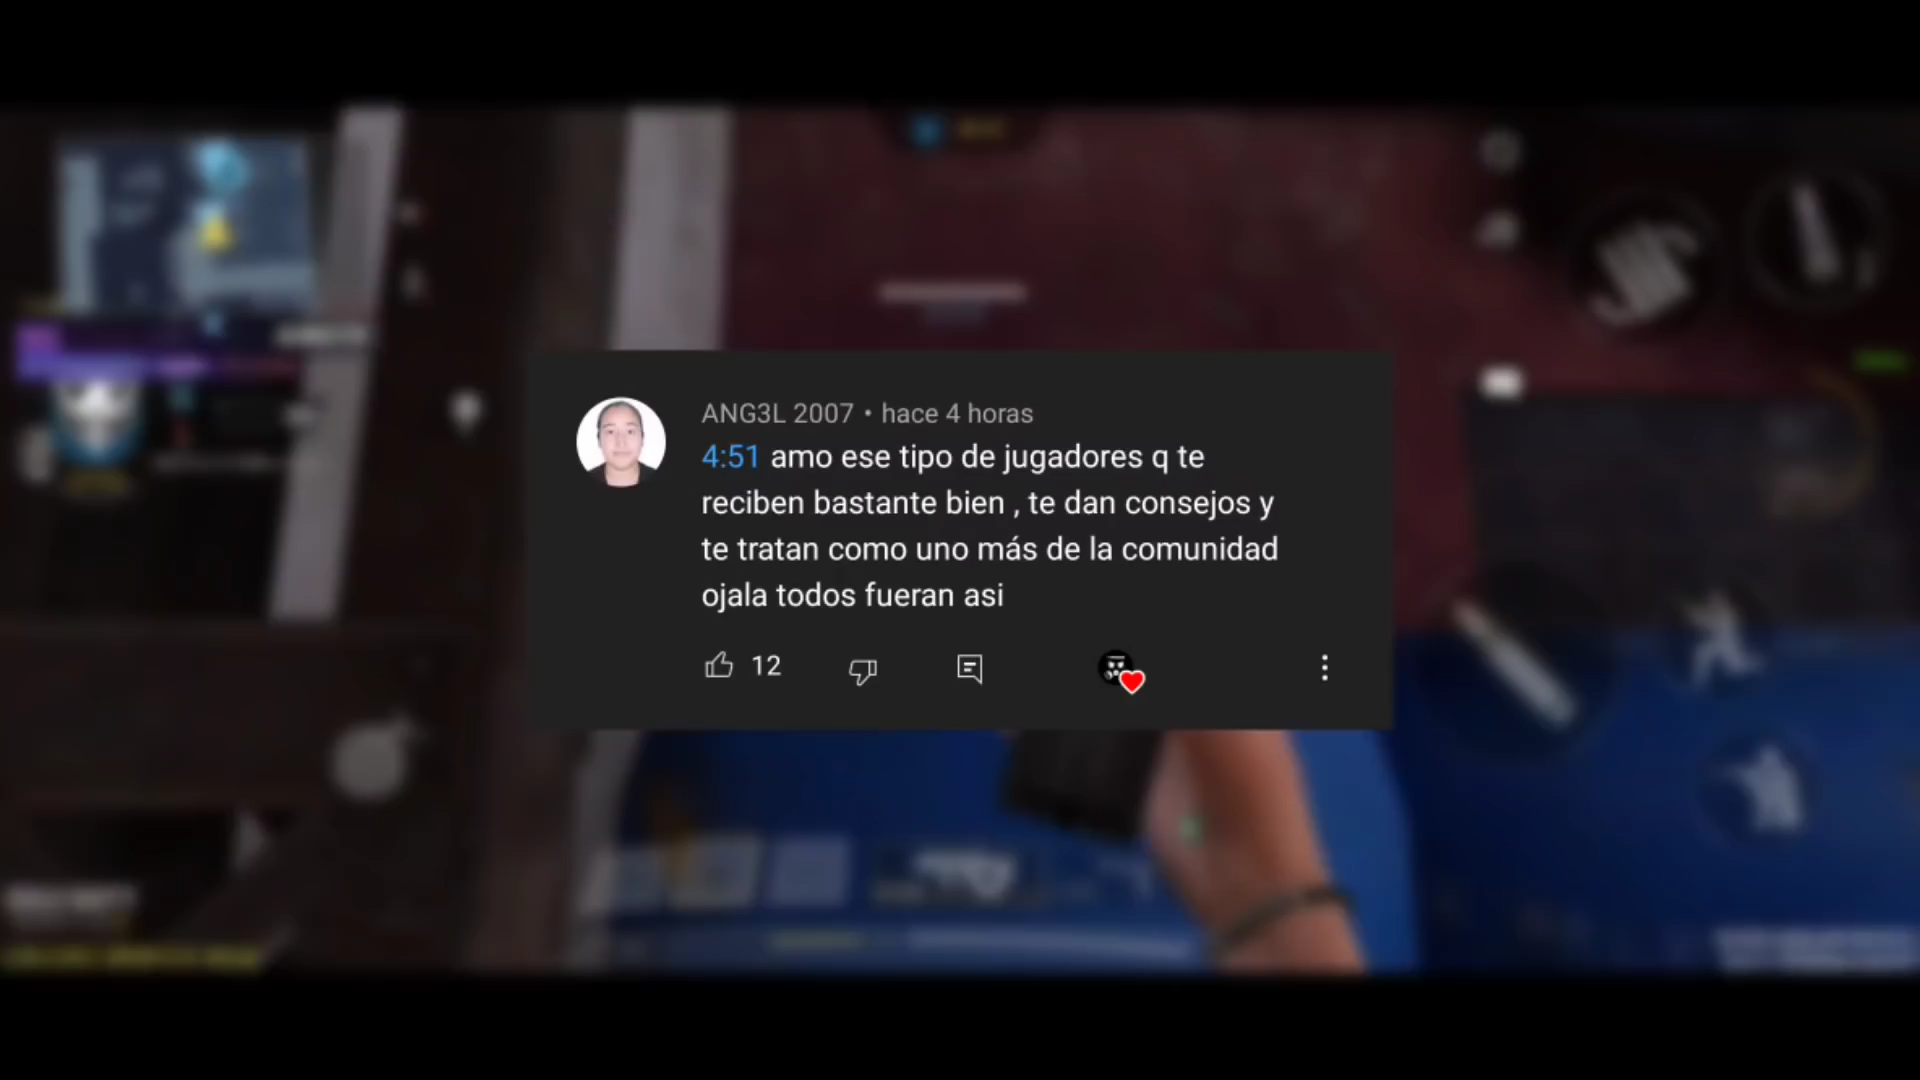 ANG3L 2007 • hace 4 horas
4:51 amo ese tipo de jugadores q te
reciben bastante bien , te dan consejos y
te tratan como uno más de la comunidad
ojala todos fueran asi
12